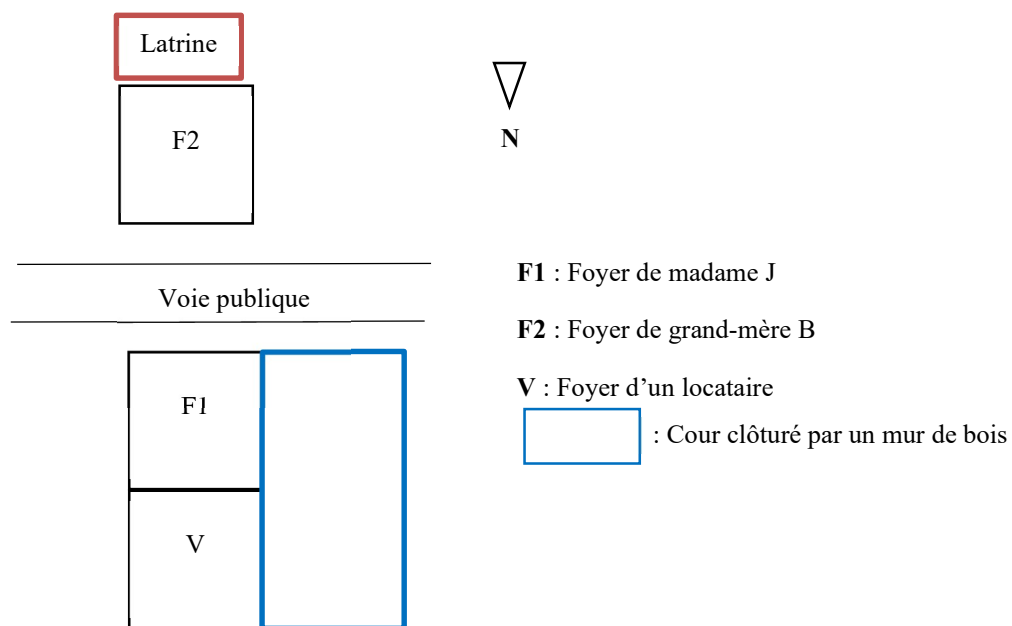 Latrine
F2
N
Voie publique
F1 : Foyer de madame J
F2 : Foyer de grand-mère B
V : Foyer d'un locataire
: Cour clôturé par un mur de bois
F1
V